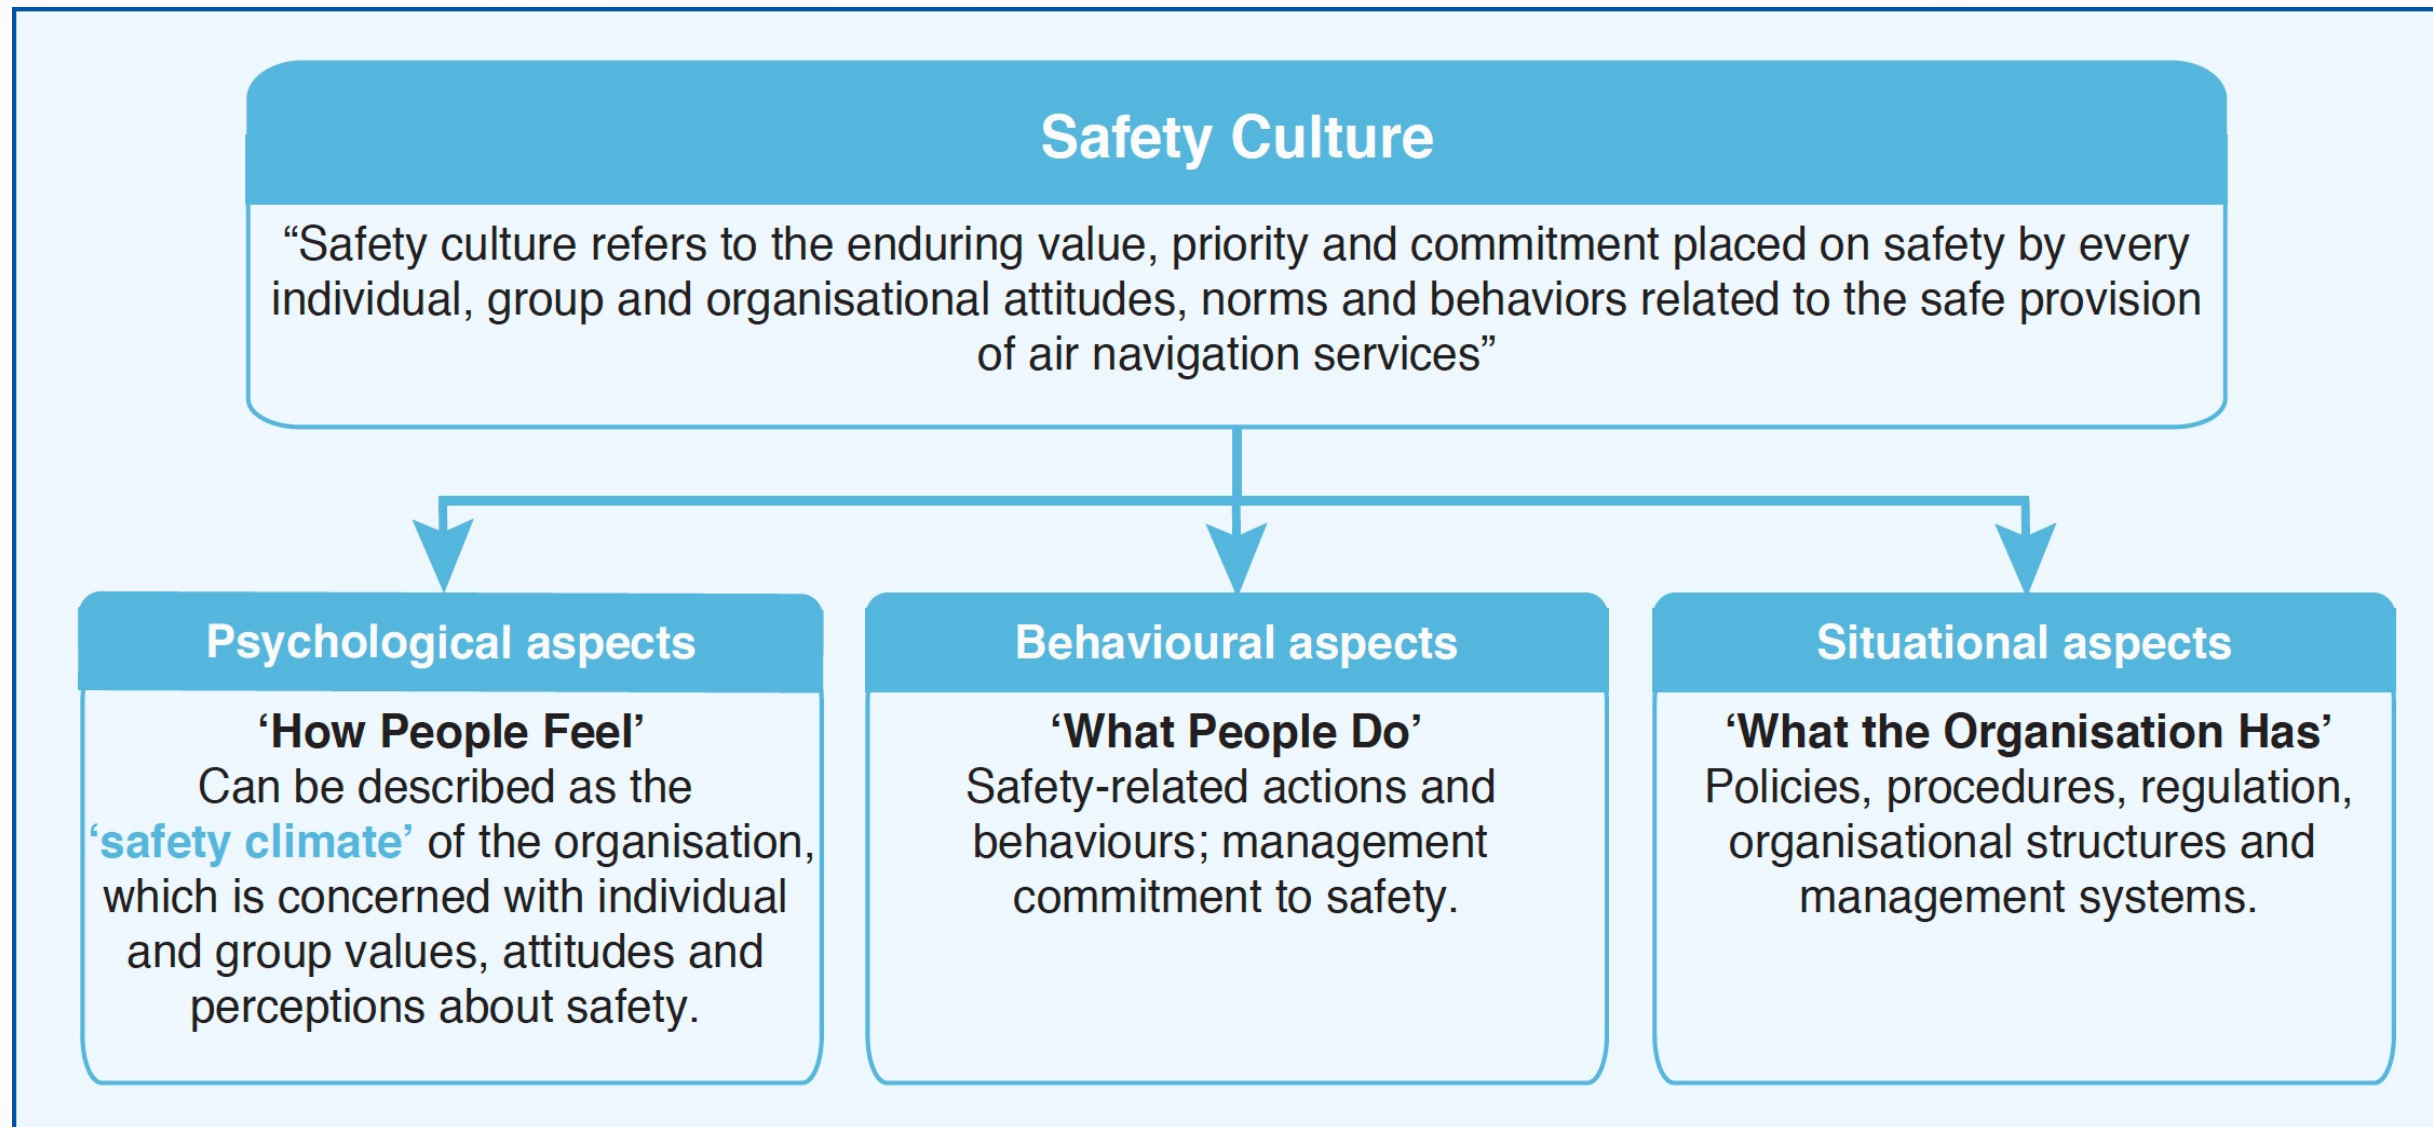 Safety Culture
“Safety culture refers to the enduring value, priority and commitment placed on safety by every
individual, group and organisational attitudes, norms and behaviors related to the safe provision
of air navigation services”
Psychological aspects
‘How People Feel’
Can be described as the
‘safety climate’ of the organisation,
which is concerned with individual
and group values, attitudes and
perceptions about safety.
Behavioural aspects
‘What People Do’
Safety-related actions and
behaviours; management
commitment to safety.
Situational aspects
‘What the Organisation Has’
Policies, procedures, regulation,
organisational structures and
management systems.